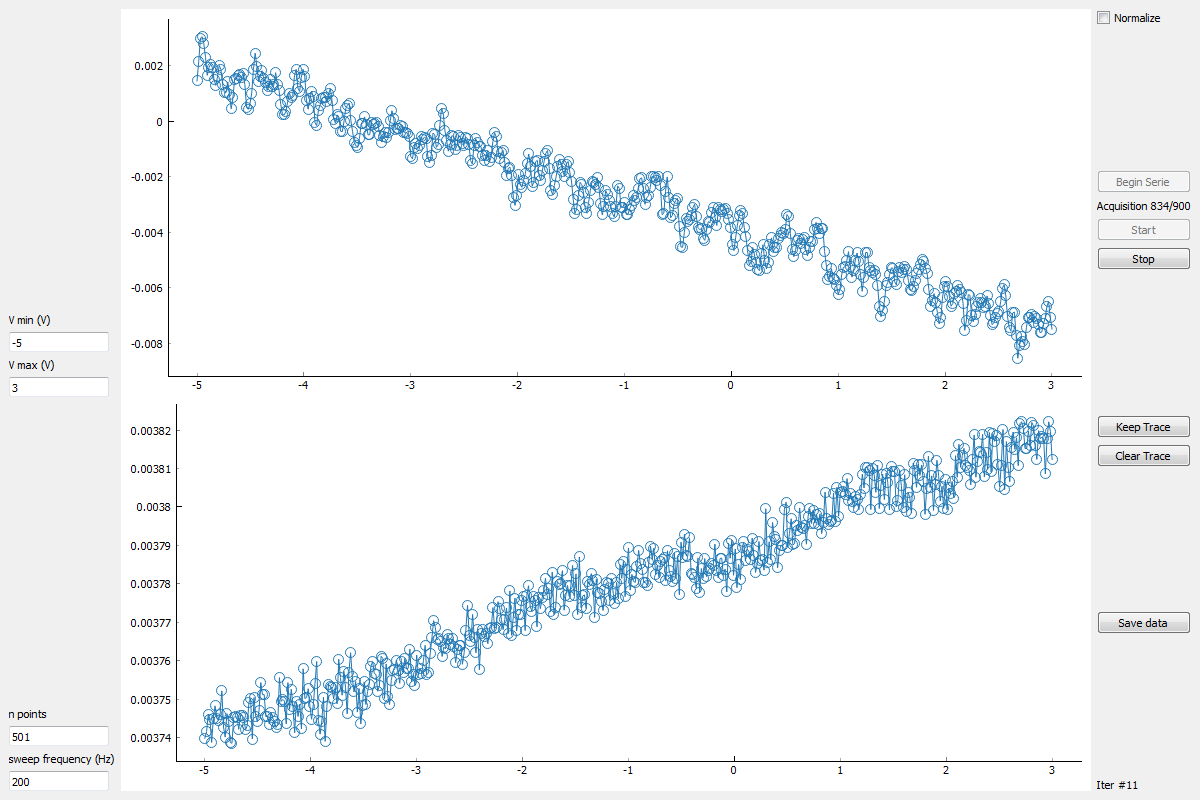 Normalize
0.002
0
-0.002
-0.004
-0.006
-0.008
-5 -4 -3 -2 -1 0 1 2 3
Begin Serie
Acquisition 834/900
Start
Stop
V min (V)
-5
V max (V)
3
0.00382
0.00381
0.0038
0.00379
0.00378
0.00377
0.00376
0.00375
0.00374
-5 -4 -3 -2 -1 0 1 2 3
Keep Trace
Clear Trace
Save data
n points
501
sweep frequency (Hz)
200
Iter #11